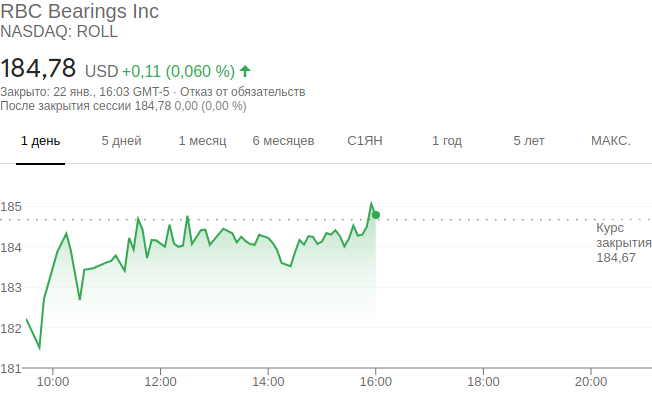 RBC Bearings Inc
NASDAQ: ROLL
184,78 USD +0,11 (0,060 %)
Закрыто: 22 янв., 16:03 GMT-5 · Отказ от обязательств
После закрытия сессии 184,78 0,00 (0,00 %)
1 день 5 дней 1 месяц 6 месяцев С1ЯН 1 год 5 лет МАКС.
185
184
183
182
181
Курс
закрытия
184,67
10:00 12:00 14:00 16:00 18:00 20:00